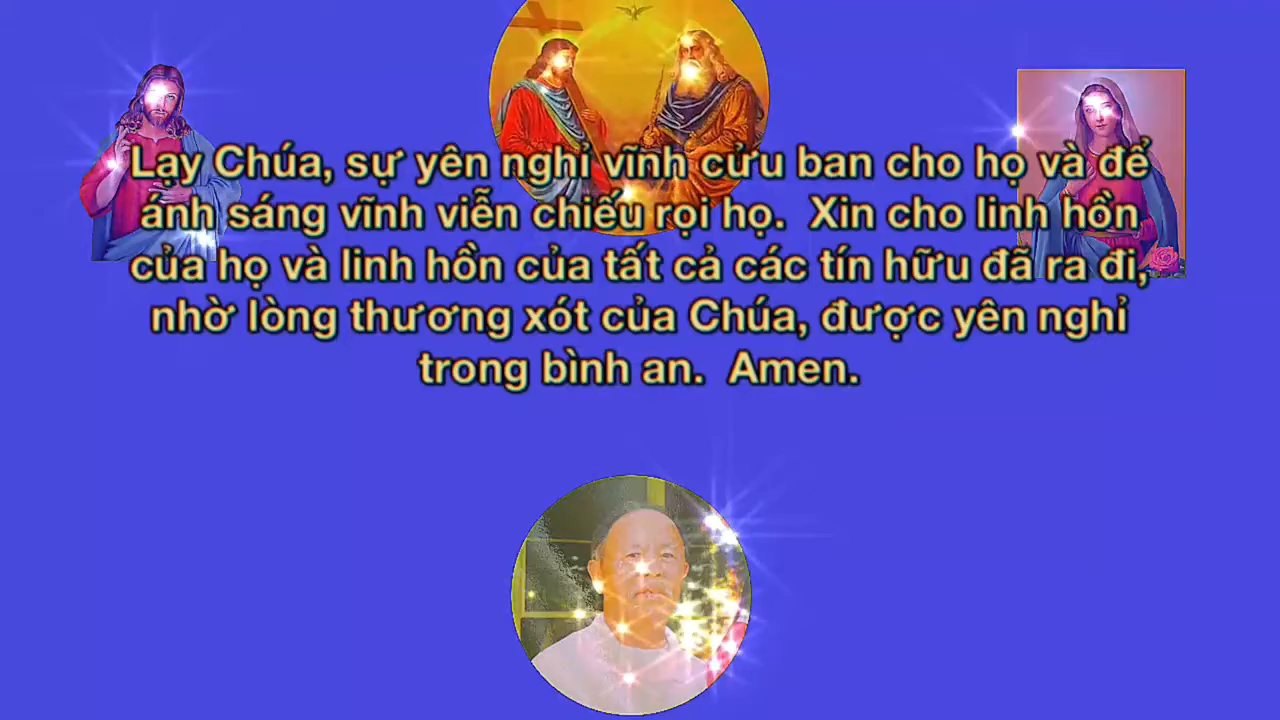 Lạy Chúa, sự yên nghỉ vĩnh cửu ban cho họ và để
ánh sáng vĩnh viễn chiếu rọi họ.  Xin cho linh hồn
của họ và linh hồn của tất cả các tín hữu đã ra đi,
nhờ lòng thương xót của Chúa, được yên nghỉ
trong bình an.  Amen.